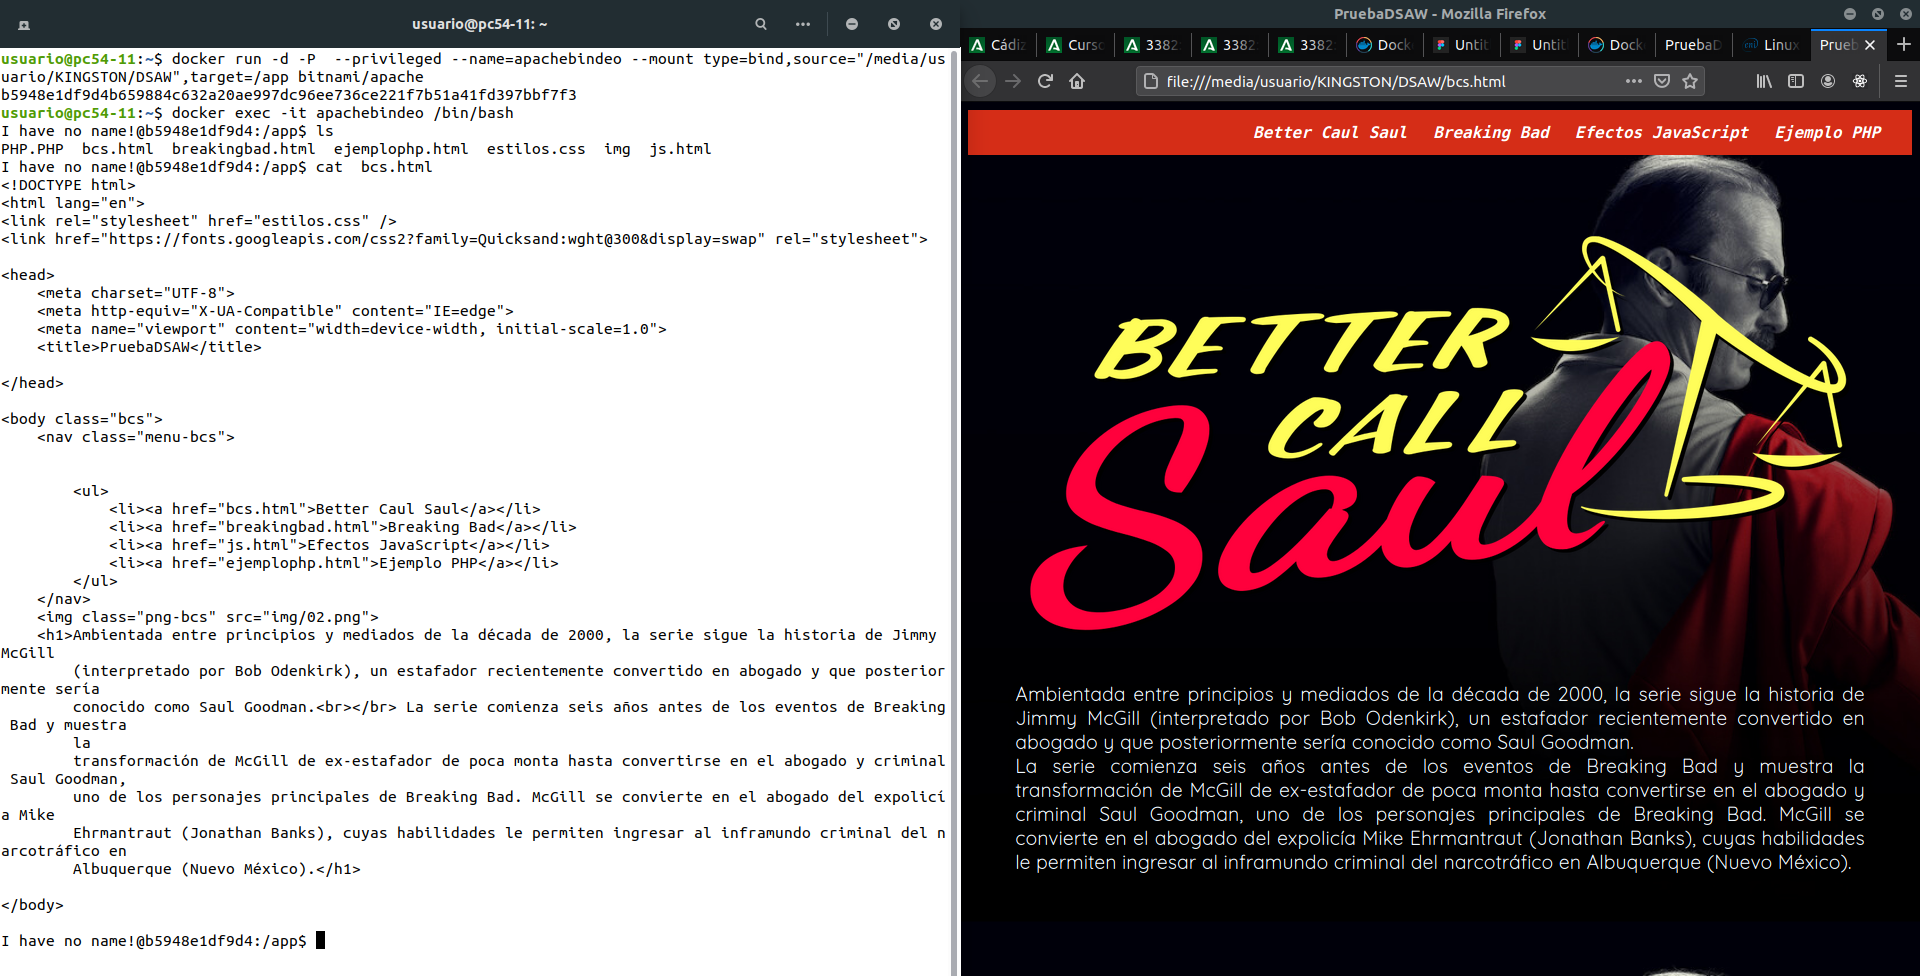 usuario@pc54-11: ~
usuario@pc54-11:~$ docker run -d -P  --privileged --name=apachebindeo --mount type=bind,source="/media/us
uario/KINGSTON/DSAW",target=/app bitnami/apache
b5948e1df9d4b659884c632a20ae997dc96ee736ce221f7b51a41fd397bbf7f3
usuario@pc54-11:~$ docker exec -it apachebindeo /bin/bash
I have no name!@b5948e1df9d4:/app$ ls
PHP.PHP  bcs.html  breakingbad.html  ejemplophp.html  estilos.css  img  js.html
I have no name!@b5948e1df9d4:/app$ cat  bcs.html
<!DOCTYPE html>
<html lang="en">
<link rel="stylesheet" href="estilos.css" />
<link href="https://fonts.googleapis.com/css2?family=Quicksand:wght@300&display=swap" rel="stylesheet">
<head>
    <meta charset="UTF-8">
    <meta http-equiv="X-UA-Compatible" content="IE=edge">
    <meta name="viewport" content="width=device-width, initial-scale=1.0">
    <title>PruebaDSAW</title>
</head>
<body class="bcs">
    <nav class="menu-bcs">
        <ul>
            <li><a href="bcs.html">Better Caul Saul</a></li>
            <li><a href="breakingbad.html">Breaking Bad</a></li>
            <li><a href="js.html">Efectos JavaScript</a></li>
            <li><a href="ejemplophp.html">Ejemplo PHP</a></li>
        </ul>
    </nav>
    <img class="png-bcs" src="img/02.png">
    <h1>Ambientada entre principios y mediados de la década de 2000, la serie sigue la historia de Jimmy
McGill
        (interpretado por Bob Odenkirk), un estafador recientemente convertido en abogado y que posterior
mente sería
        conocido como Saul Goodman.<br></br> La serie comienza seis años antes de los eventos de Breaking
 Bad y muestra
        la
        transformación de McGill de ex-estafador de poca monta hasta convertirse en el abogado y criminal
 Saul Goodman,
        uno de los personajes principales de Breaking Bad. McGill se convierte en el abogado del expolicí
a Mike
        Ehrmantraut (Jonathan Banks), cuyas habilidades le permiten ingresar al inframundo criminal del n
arcotráfico en
        Albuquerque (Nuevo México).</h1>
</body>
I have no name!@b5948e1df9d4:/app$
PruebaDSAW - Mozilla Firefox
Cádiz Curso 3382 3382 3382 Dock Untit Untit Dock PruebaD Linux Prueb
file:///media/usuario/KINGSTON/DSAW/bcs.html
Better Caul Saul Breaking Bad Efectos JavaScript Ejemplo PHP
BETTER
CALL
Saul
Ambientada entre principios y mediados de la década de 2000, la serie sigue la historia de
Jimmy McGill (interpretado por Bob Odenkirk), un estafador recientemente convertido en
abogado y que posteriormente sería conocido como Saul Goodman.
La serie comienza seis años antes de los eventos de Breaking Bad y muestra la
transformación de McGill de ex-estafador de poca monta hasta convertirse en el abogado y
criminal Saul Goodman, uno de los personajes principales de Breaking Bad. McGill se
convierte en el abogado del expolicía Mike Ehrmantraut (Jonathan Banks), cuyas habilidades
le permiten ingresar al inframundo criminal del narcotráfico en Albuquerque (Nuevo México).